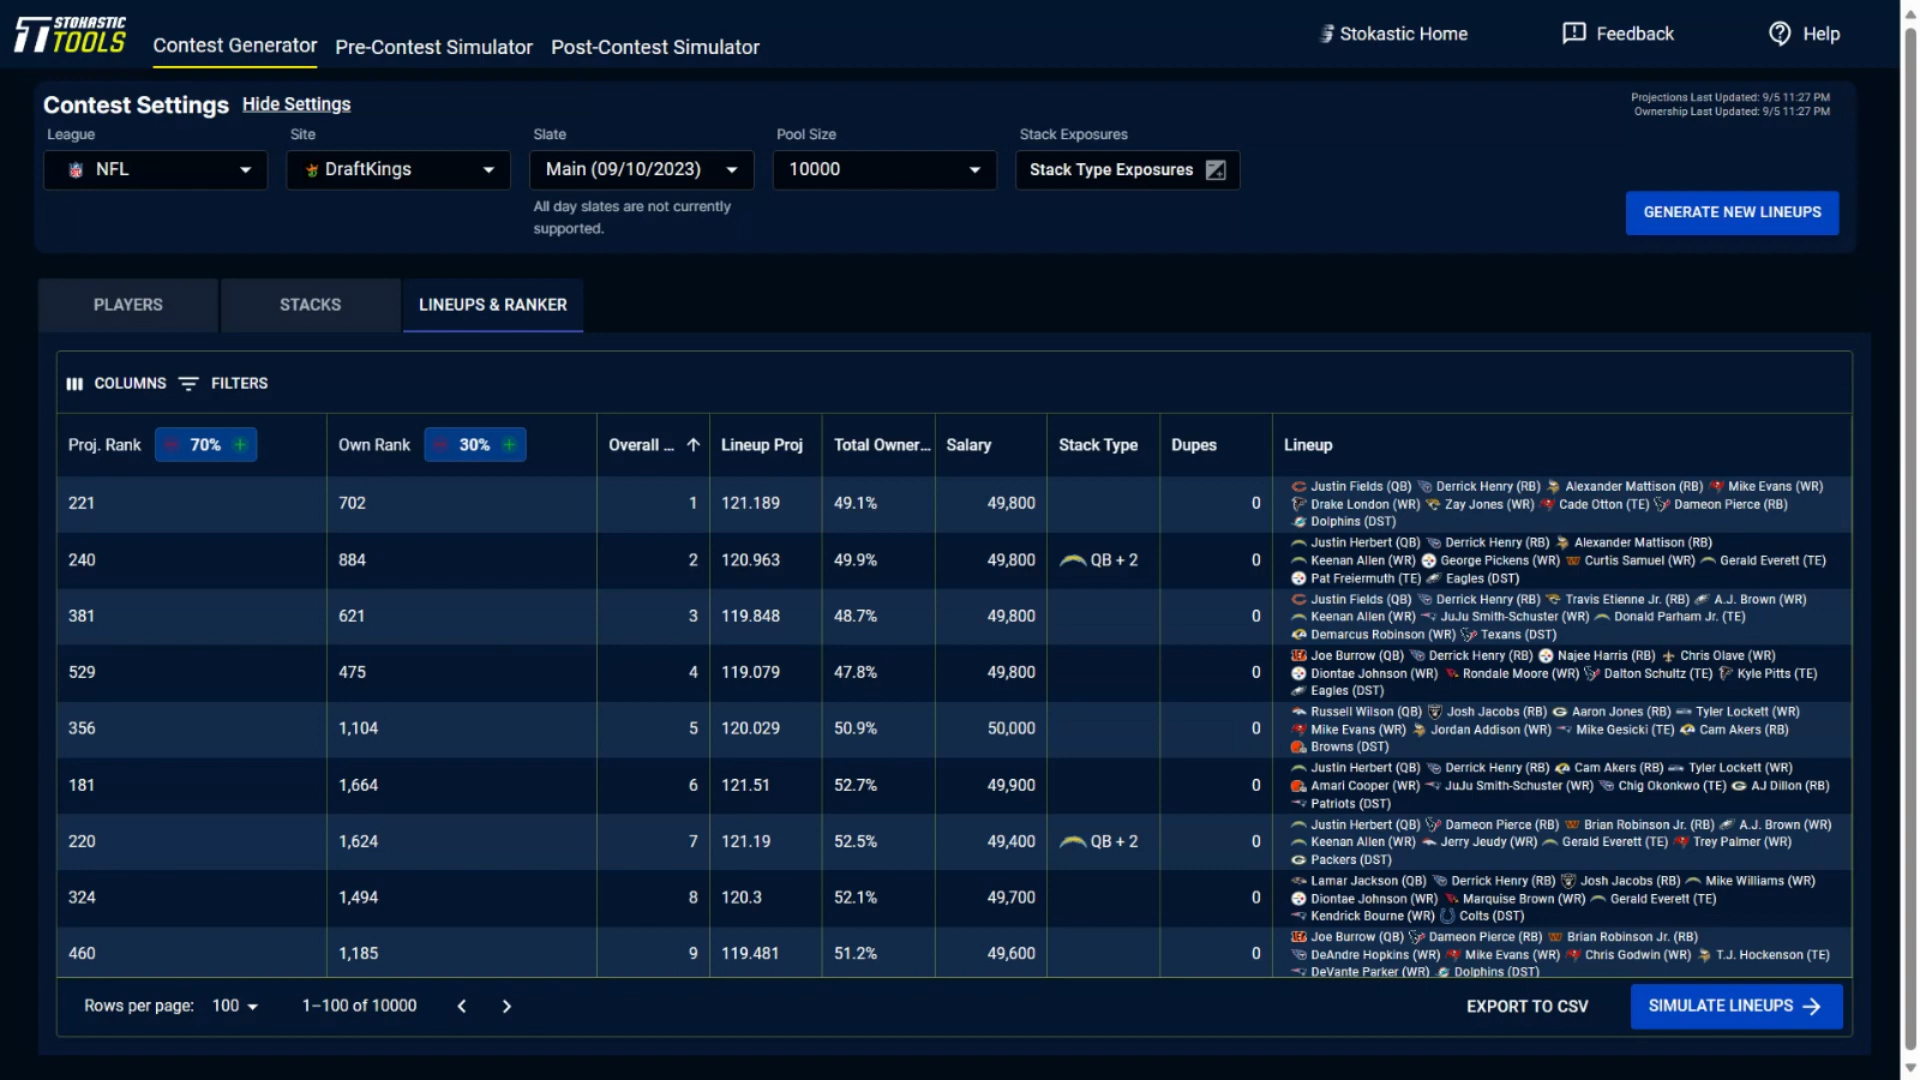 STOKASTIC
TOOLS
Contest Generator
Pre-Contest Simulator
Post-Contest Simulator
Stokastic Home
Feedback
Help
Contest Settings
Hide Settings
Projections Last Updated: 9/5 11:27 PM
Ownership Last Updated: 9/5 11:27 PM
League
Site
Slate
Pool Size
Stack Exposures
NFL
DraftKings
Main (09/10/2023)
10000
Stack Type Exposures
All day slates are not currently
supported.
GENERATE NEW LINEUPS
PLAYERS
STACKS
LINEUPS & RANKER
COLUMNS
FILTERS
Proj. Rank 70% +
Own Rank 30% +
Overall ...
Lineup Proj
Total Owner...
Salary
Stack Type
Dupes
Lineup
221 702 1 121.189 49.1% 49,800 0
Justin Fields (QB) Derrick Henry (RB) Alexander Mattison (RB) Mike Evans (WR)
Drake London (WR) Zay Jones (WR) Cade Otton (TE) Dameon Pierce (RB)
Dolphins (DST)
240 884 2 120.963 49.9% 49,800 QB + 2 0
Justin Herbert (QB) Derrick Henry (RB) Alexander Mattison (RB)
Keenan Allen (WR) George Pickens (WR) Curtis Samuel (WR) Gerald Everett (TE)
Pat Freiermuth (TE) Eagles (DST)
381 621 3 119.848 48.7% 49,800 0
Justin Fields (QB) Derrick Henry (RB) Travis Etienne Jr. (RB) A.J. Brown (WR)
Keenan Allen (WR) JuJu Smith-Schuster (WR) Donald Parham Jr. (TE)
Demarcus Robinson (WR) Texans (DST)
529 475 4 119.079 47.8% 49,800 0
Joe Burrow (QB) Derrick Henry (RB) Najee Harris (RB) Chris Olave (WR)
Diontae Johnson (WR) Rondale Moore (WR) Dalton Schultz (TE) Kyle Pitts (TE)
Eagles (DST)
356 1,104 5 120.029 50.9% 50,000 0
Russell Wilson (QB) Josh Jacobs (RB) Aaron Jones (RB) Tyler Lockett (WR)
Mike Evans (WR) Jordan Addison (WR) Mike Gesicki (TE) Cam Akers (RB)
Browns (DST)
181 1,664 6 121.51 52.7% 49,900 0
Justin Herbert (QB) Derrick Henry (RB) Cam Akers (RB) Tyler Lockett (WR)
Amari Cooper (WR) JuJu Smith-Schuster (WR) Chig Okonkwo (TE) AJ Dillon (RB)
Patriots (DST)
220 1,624 7 121.19 52.5% 49,400 QB + 2 0
Justin Herbert (QB) Dameon Pierce (RB) Brian Robinson Jr. (RB) A.J. Brown (WR)
Keenan Allen (WR) Jerry Jeudy (WR) Gerald Everett (TE) Trey Palmer (WR)
Packers (DST)
324 1,494 8 120.3 52.1% 49,700 0
Lamar Jackson (QB) Derrick Henry (RB) Josh Jacobs (RB) Mike Williams (WR)
Diontae Johnson (WR) Marquise Brown (WR) Gerald Everett (TE)
Kendrick Bourne (WR) Colts (DST)
460 1,185 9 119.481 51.2% 49,600 0
Joe Burrow (QB) Dameon Pierce (RB) Brian Robinson Jr. (RB)
DeAndre Hopkins (WR) Mike Evans (WR) Chris Godwin (WR) T.J. Hockenson (TE)
DeVante Parker (WR) Dolphins (DST)
Rows per page: 100
1–100 of 10000
EXPORT TO CSV
SIMULATE LINEUPS